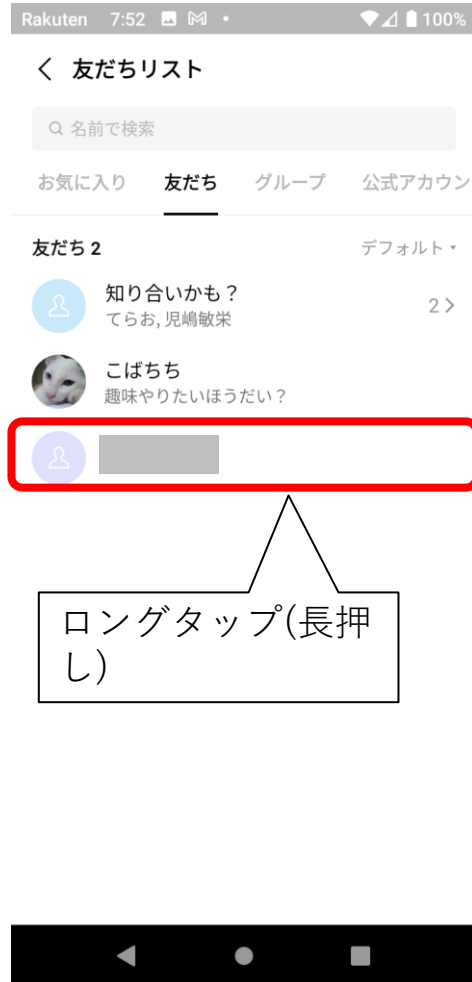 Rakuten 7:52 100%
友だちリスト
名前で検索
お気に入り 友だち グループ 公式アカウン
友だち 2 デフォルト
知り合いかも？ 2
てらお, 児嶋敏栄
こばちち
趣味やりたいほうだい？
ロングタップ(長押
し)